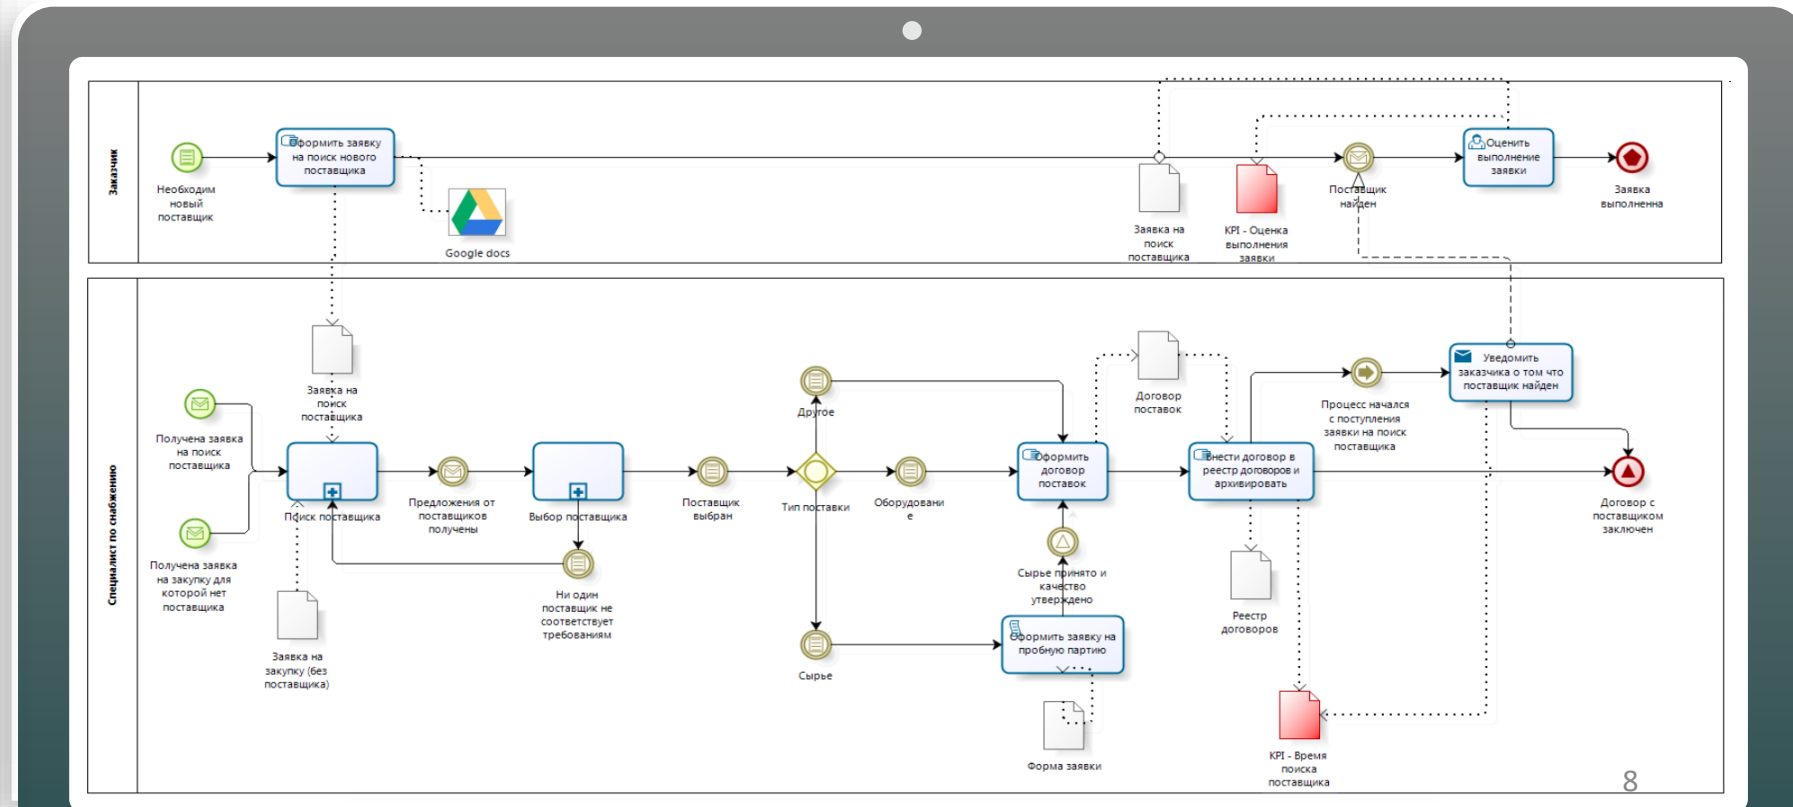 Заказчик
Необходим
новый
поставщик
Оформить заявку
на поиск нового
поставщика
Google docs
Заявка на
поиск
поставщика
KPI - Оценка
выполнения
заявки
Поставщик
найден
Оценить
выполнение
заявки
Заявка
выполненна
Специалист по снабжению
Получена заявка
на поиск
поставщика
Получена заявка
на закупку для
которой нет
поставщика
Заявка на
поиск
поставщика
Поиск поставщика
Заявка на
закупку (без
поставщика)
Предложения от
поставщиков
получены
Выбор поставщика
Ни один
поставщик не
соответствует
требованиям
Поставщик
выбран
Тип поставки
Другое
Оборудовани
е
Сырье
Оформить
договор
поставок
Сырье принято и
качество
утверждено
Оформить заявку на
пробную партию
Форма заявки
Договор
поставок
Внести договор в
реестр договоров и
архивировать
Реестр
договоров
KPI - Время
поиска
поставщика
Процесс начался
с поступления
заявки на поиск
поставщика
Уведомить
заказчика о том что
поставщик найден
Договор с
поставщиком
заключен
8